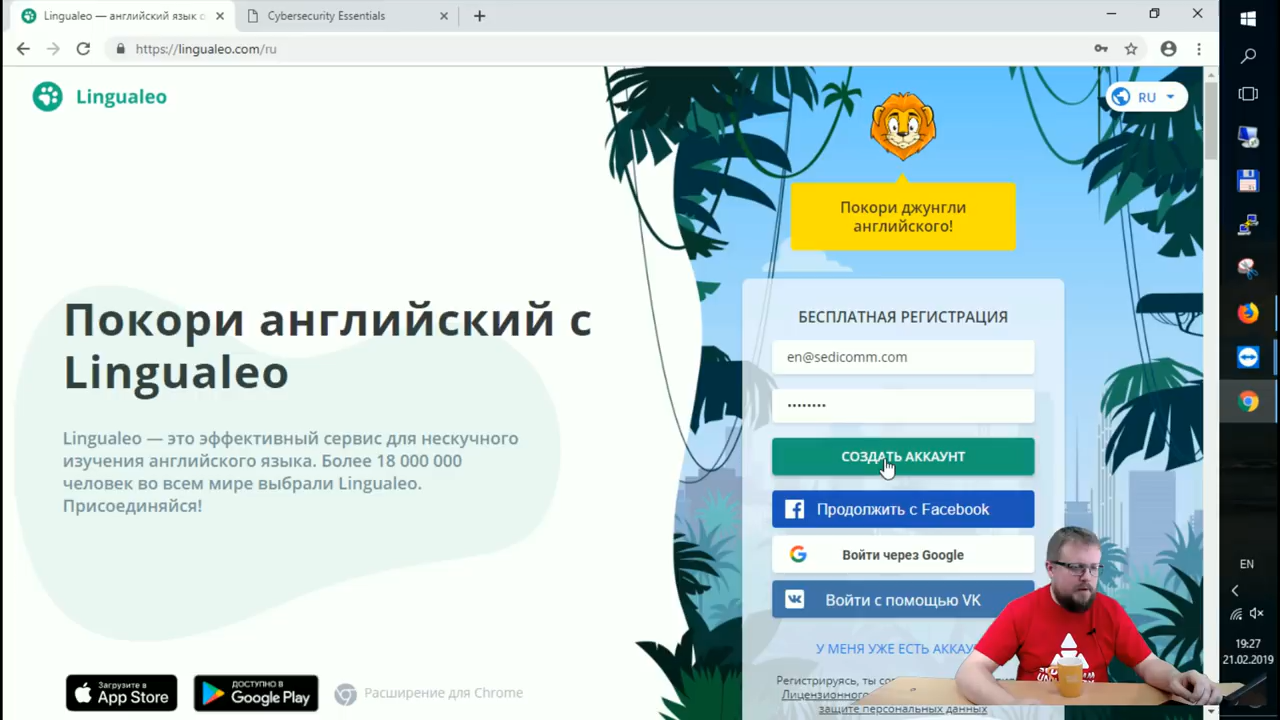 Lingualeo — английский язык о
Cybersecurity Essentials
https://lingualeo.com/ru
Lingualeo
RU
Покори джунгли
английского!
Покори английский с
Lingualeo
Lingualeo — это эффективный сервис для нескучного
изучения английского языка. Более 18 000 000
человек во всем мире выбрали Lingualeo.
Присоединяйся!
Загрузите в
App Store
ДОСТУПНО В
Google Play
Расширение для Chrome
БЕСПЛАТНАЯ РЕГИСТРАЦИЯ
en@sedicomm.com
••••••••
СОЗДАТЬ АККАУНТ
Продолжить с Facebook
Войти через Google
Войти с помощью VK
У МЕНЯ УЖЕ ЕСТЬ АККАУ
Регистрируясь, ты со
Лицензионного
защите персональных данных
EN
19:27
21.02.2019